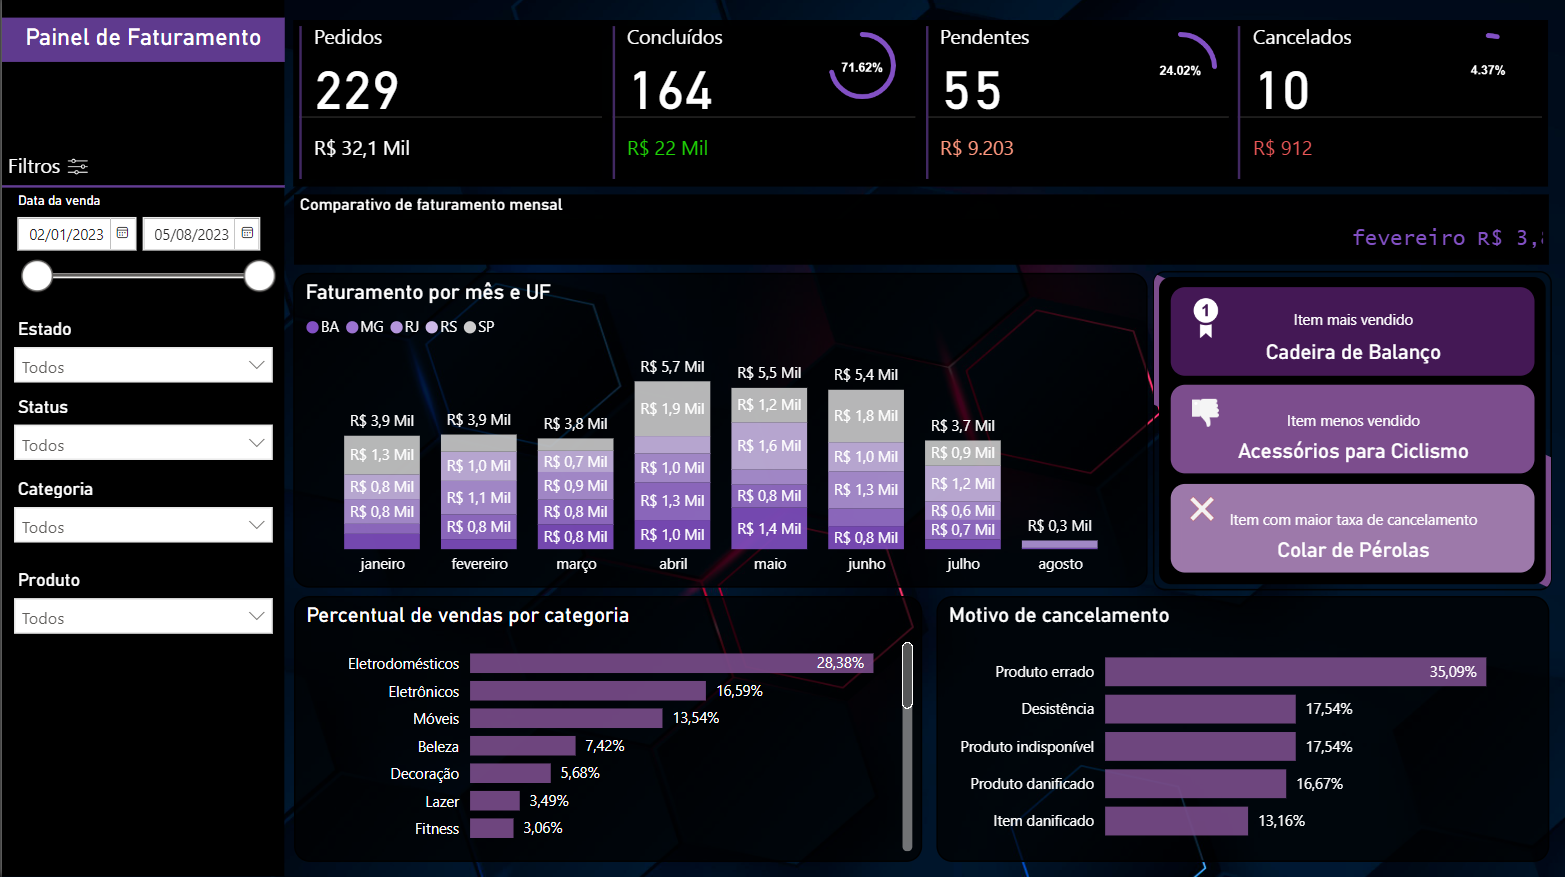 Painel de Faturamento
Filtros
Data da venda
02/01/2023
05/08/2023
Estado
Todos
Status
Todos
Categoria
Todos
Produto
Todos
Pedidos
229
R$ 32,1 Mil
Concluídos
164
71.62%
R$ 22 Mil
Pendentes
55
24.02%
R$ 9.203
Cancelados
10
4.37%
R$ 912
Comparativo de faturamento mensal
fevereiro R$ 3,
Faturamento por mês e UF
BA MG RJ RS SP
R$ 3,9 Mil
R$ 1,3 Mil
R$ 0,8 Mil
R$ 0,8 Mil
janeiro
R$ 3,9 Mil
R$ 1,0 Mil
R$ 1,1 Mil
R$ 0,8 Mil
fevereiro
R$ 3,8 Mil
R$ 0,7 Mil
R$ 0,9 Mil
R$ 0,8 Mil
R$ 0,8 Mil
março
R$ 5,7 Mil
R$ 1,9 Mil
R$ 1,0 Mil
R$ 1,3 Mil
R$ 1,0 Mil
abril
R$ 5,5 Mil
R$ 1,2 Mil
R$ 1,6 Mil
R$ 0,8 Mil
R$ 1,4 Mil
maio
R$ 5,4 Mil
R$ 1,8 Mil
R$ 1,0 Mil
R$ 1,3 Mil
R$ 0,8 Mil
junho
R$ 3,7 Mil
R$ 0,9 Mil
R$ 1,2 Mil
R$ 0,6 Mil
R$ 0,7 Mil
julho
R$ 0,3 Mil
agosto
1
Item mais vendido
Cadeira de Balanço
Item menos vendido
Acessórios para Ciclismo
Item com maior taxa de cancelamento
Colar de Pérolas
Percentual de vendas por categoria
Eletrodomésticos 28,38%
Eletrônicos 16,59%
Móveis 13,54%
Beleza 7,42%
Decoração 5,68%
Lazer 3,49%
Fitness 3,06%
Motivo de cancelamento
Produto errado 35,09%
Desistência 17,54%
Produto indisponível 17,54%
Produto danificado 16,67%
Item danificado 13,16%